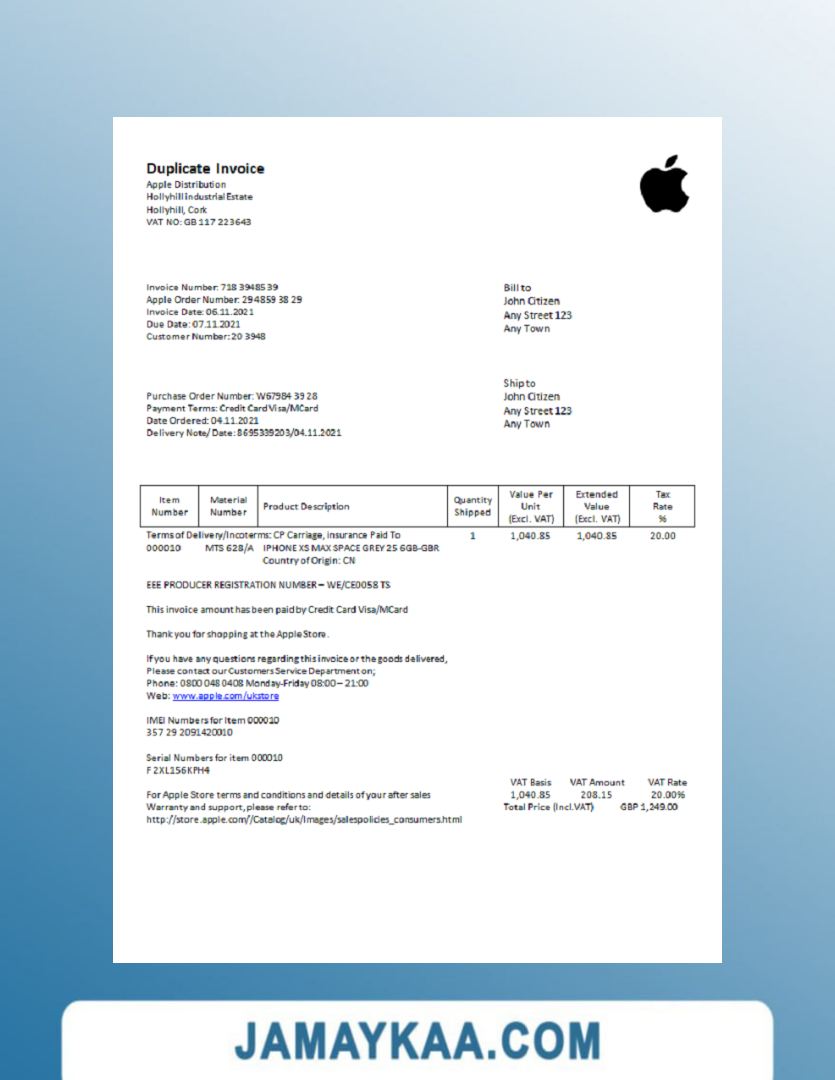 Duplicate Invoice
Apple Distribution
Hollyhill industrial Estate
Hollyhill, Cork
VAT NO: GB 117 223643
Invoice Number: 718 3948539
Apple Order Number: 294859 38 29
Invoice Date: 06.11.2021
Due Date: 07.11.2021
Customer Number: 20 3948
Bill to
John Citizen
Any Street 123
Any Town
Purchase Order Number: W67984 39 28
Payment Terms: Credit Card Visa/MCard
Date Ordered: 04.11.2021
Delivery Note/ Date: 8695339203/04.11.2021
Ship to
John Citizen
Any Street 123
Any Town
Item Number Material Number Product Description Quantity Shipped Value Per Unit (Excl. VAT) Extended Value (Excl. VAT) Tax Rate %
Terms of Delivery/Incoterms: CP Carriage, insurance Paid To 1 1,040.85 1,040.85 20.00
000010 MTS 628/A IPHONE XS MAX SPACE GREY 25 6GB-GBR
Country of Origin: CN
EEE PRODUCER REGISTRATION NUMBER – WE/CE0058 TS
This invoice amount has been paid by Credit Card Visa/MCard
Thank you for shopping at the Apple Store.
If you have any questions regarding this invoice or the goods delivered,
Please contact our Customers Service Department on;
Phone: 0800 048 0408 Monday-Friday 08:00 – 21:00
Web: www.apple.com/ukstore
IMEI Numbers for Item 000010
357 29 2091420010
Serial Numbers for item 000010
F 2XL156KPH4
For Apple Store terms and conditions and details of your after sales
Warranty and support, please refer to:
http://store.apple.com//Catalog/uk/Images/salespolicies_consumers.html
VAT Basis VAT Amount VAT Rate
1,040.85 208.15 20.00%
Total Price (Incl.VAT) GBP 1,249.00
JAMAYKAA.COM